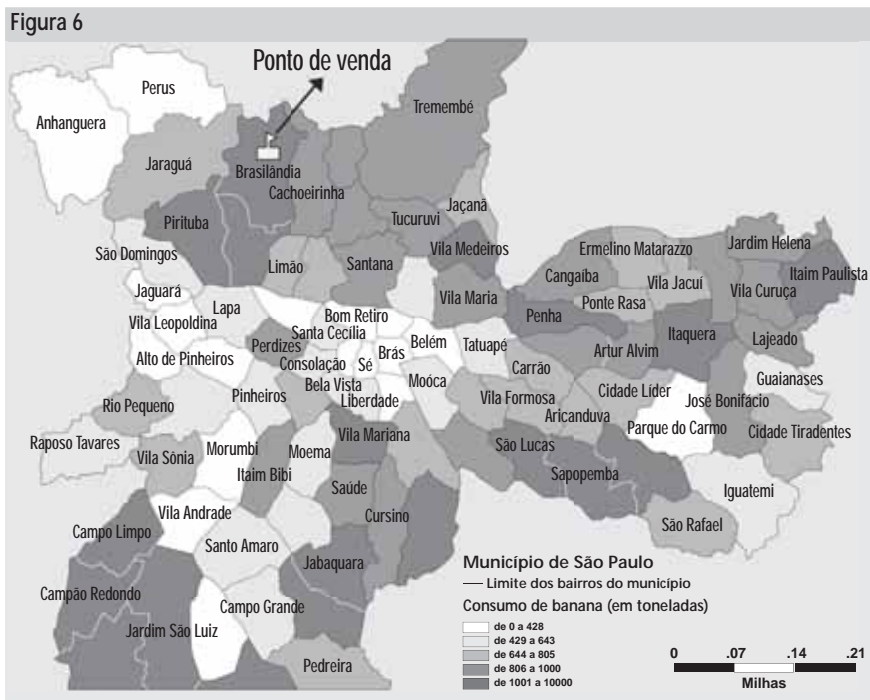 Figura 6
Ponto de venda
Perus
Anhanguera
Tremembé
Jaraguá
Brasilândia
Cachoeirinha
Jaçanã
Pirituba
Tucuruvi
São Domingos
Vila Medeiros
Ermelino Matarazzo
Jardim Helena
Limão
Santana
Cangaíba
Itaim Paulista
Jaguará
Vila Jacuí
Vila Curuça
Lapa
Vila Maria
Ponte Rasa
Vila Leopoldina
Bom Retiro
Penha
Santa Cecília
Itaquera
Belém
Lajeado
Perdizes
Brás
Tatuapé
Artur Alvim
Alto de Pinheiros
Consolação
Sé
Carrão
Guaianases
Bela Vista
Moóca
Cidade Líder
Pinheiros
Liberdade
Vila Formosa
José Bonifácio
Rio Pequeno
Aricanduva
Parque do Carmo
Cidade Tiradentes
Raposo Tavares
Vila Mariana
São Lucas
Morumbi
Moema
Vila Sônia
Itaim Bibi
Sapopemba
Saúde
Iguatemi
Vila Andrade
Cursino
São Rafael
Campo Limpo
Santo Amaro
Jabaquara
Campão Redondo
Campo Grande
Jardim São Luiz
Pedreira
Município de São Paulo
Limite dos bairros do município
Consumo de banana (em toneladas)
de 0 a 428
de 429 a 643
de 644 a 805
de 806 a 1000
de 1001 a 10000
0 .07 .14 .21
Milhas